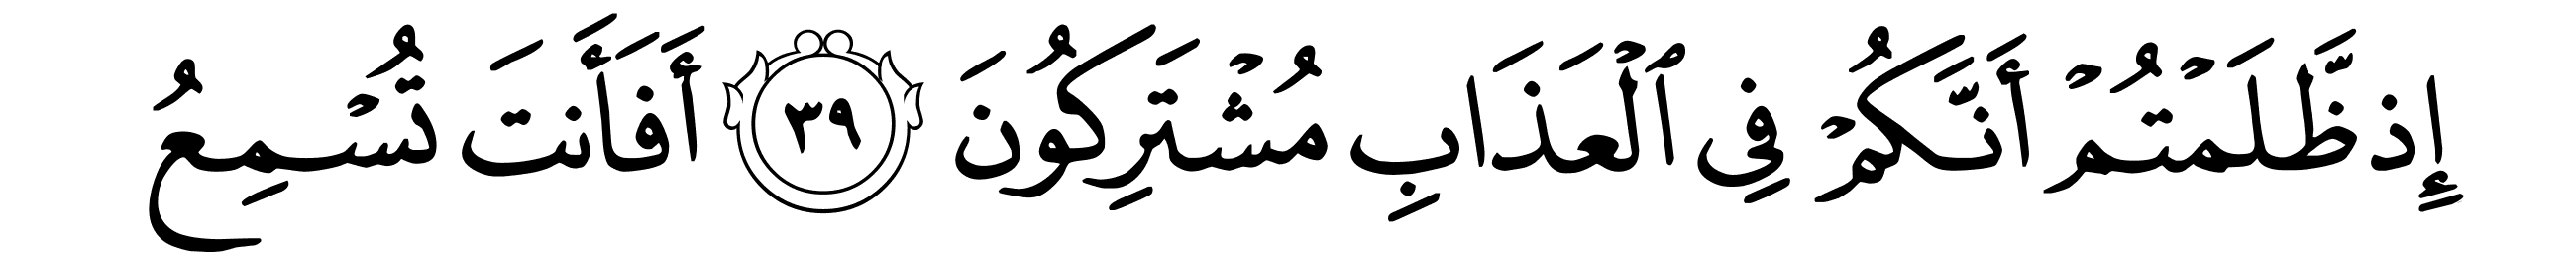 إِذ ظَّلَمْتُمْ أَنَّكُمْ فِي ٱلْعَذَابِ مُشْتَرِكُونَ ٣٩ أَفَأَنتَ تُسْمِعُ